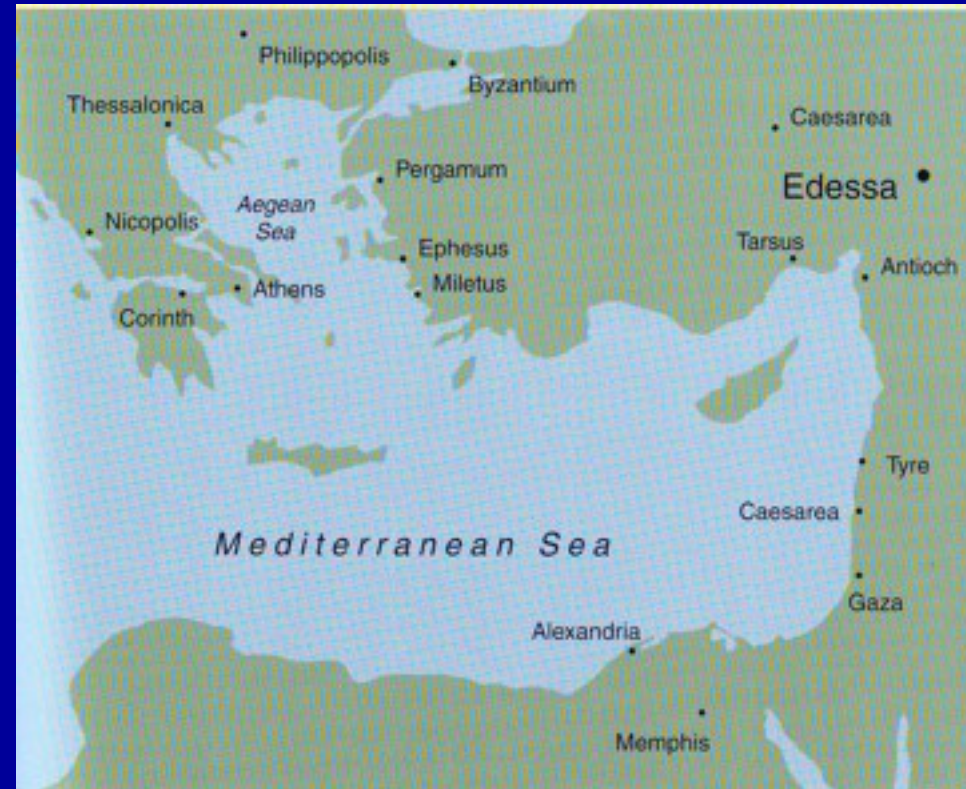 Philippopolis
Byzantium
Thessalonica
Caesarea
Pergamum
Edessa
Aegean
Sea
Nicopolis
Tarsus
Ephesus
Antioch
Miletus
Athens
Corinth
Tyre
Caesarea
Mediterranean Sea
Gaza
Alexandria
Memphis